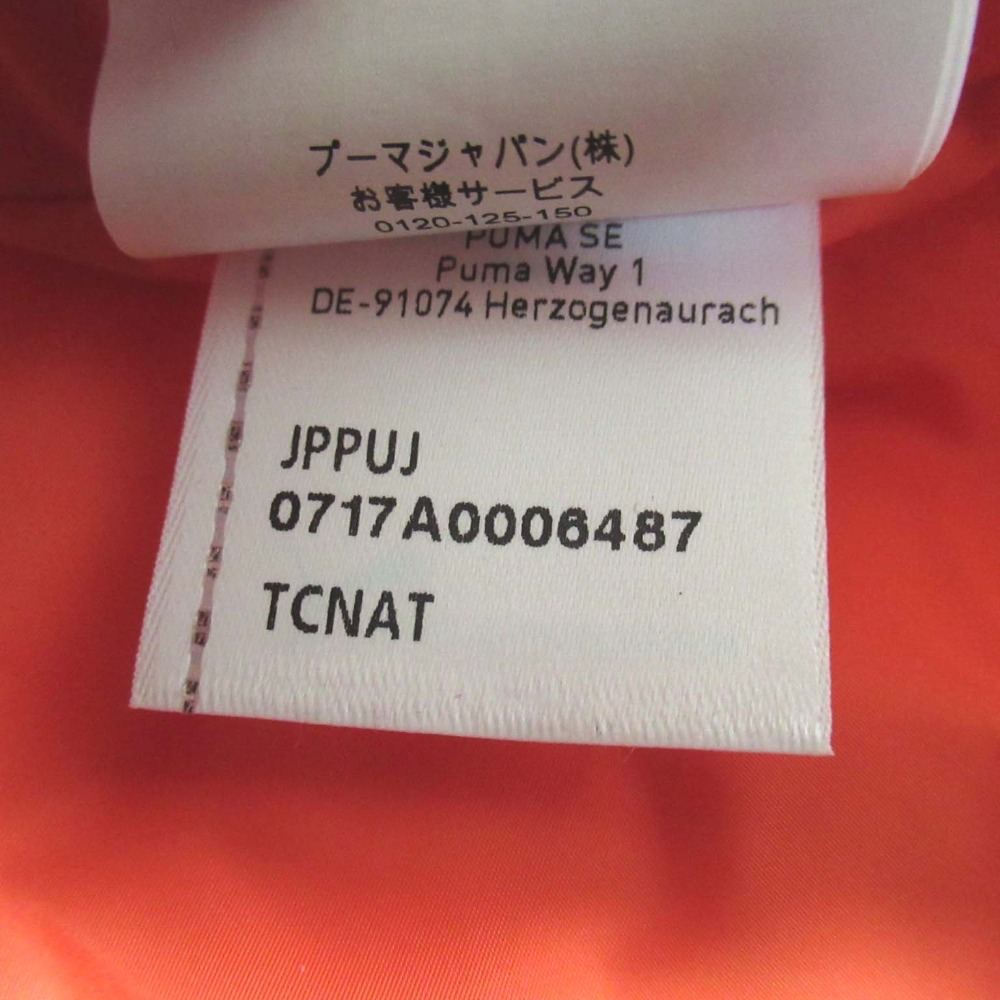 プーマジャパン(株)
お客様サービス
0120-125-150
PUMA SE
Puma Way 1
DE-91074 Herzogenaurach
JPPUJ
0717A0006487
TCNAT